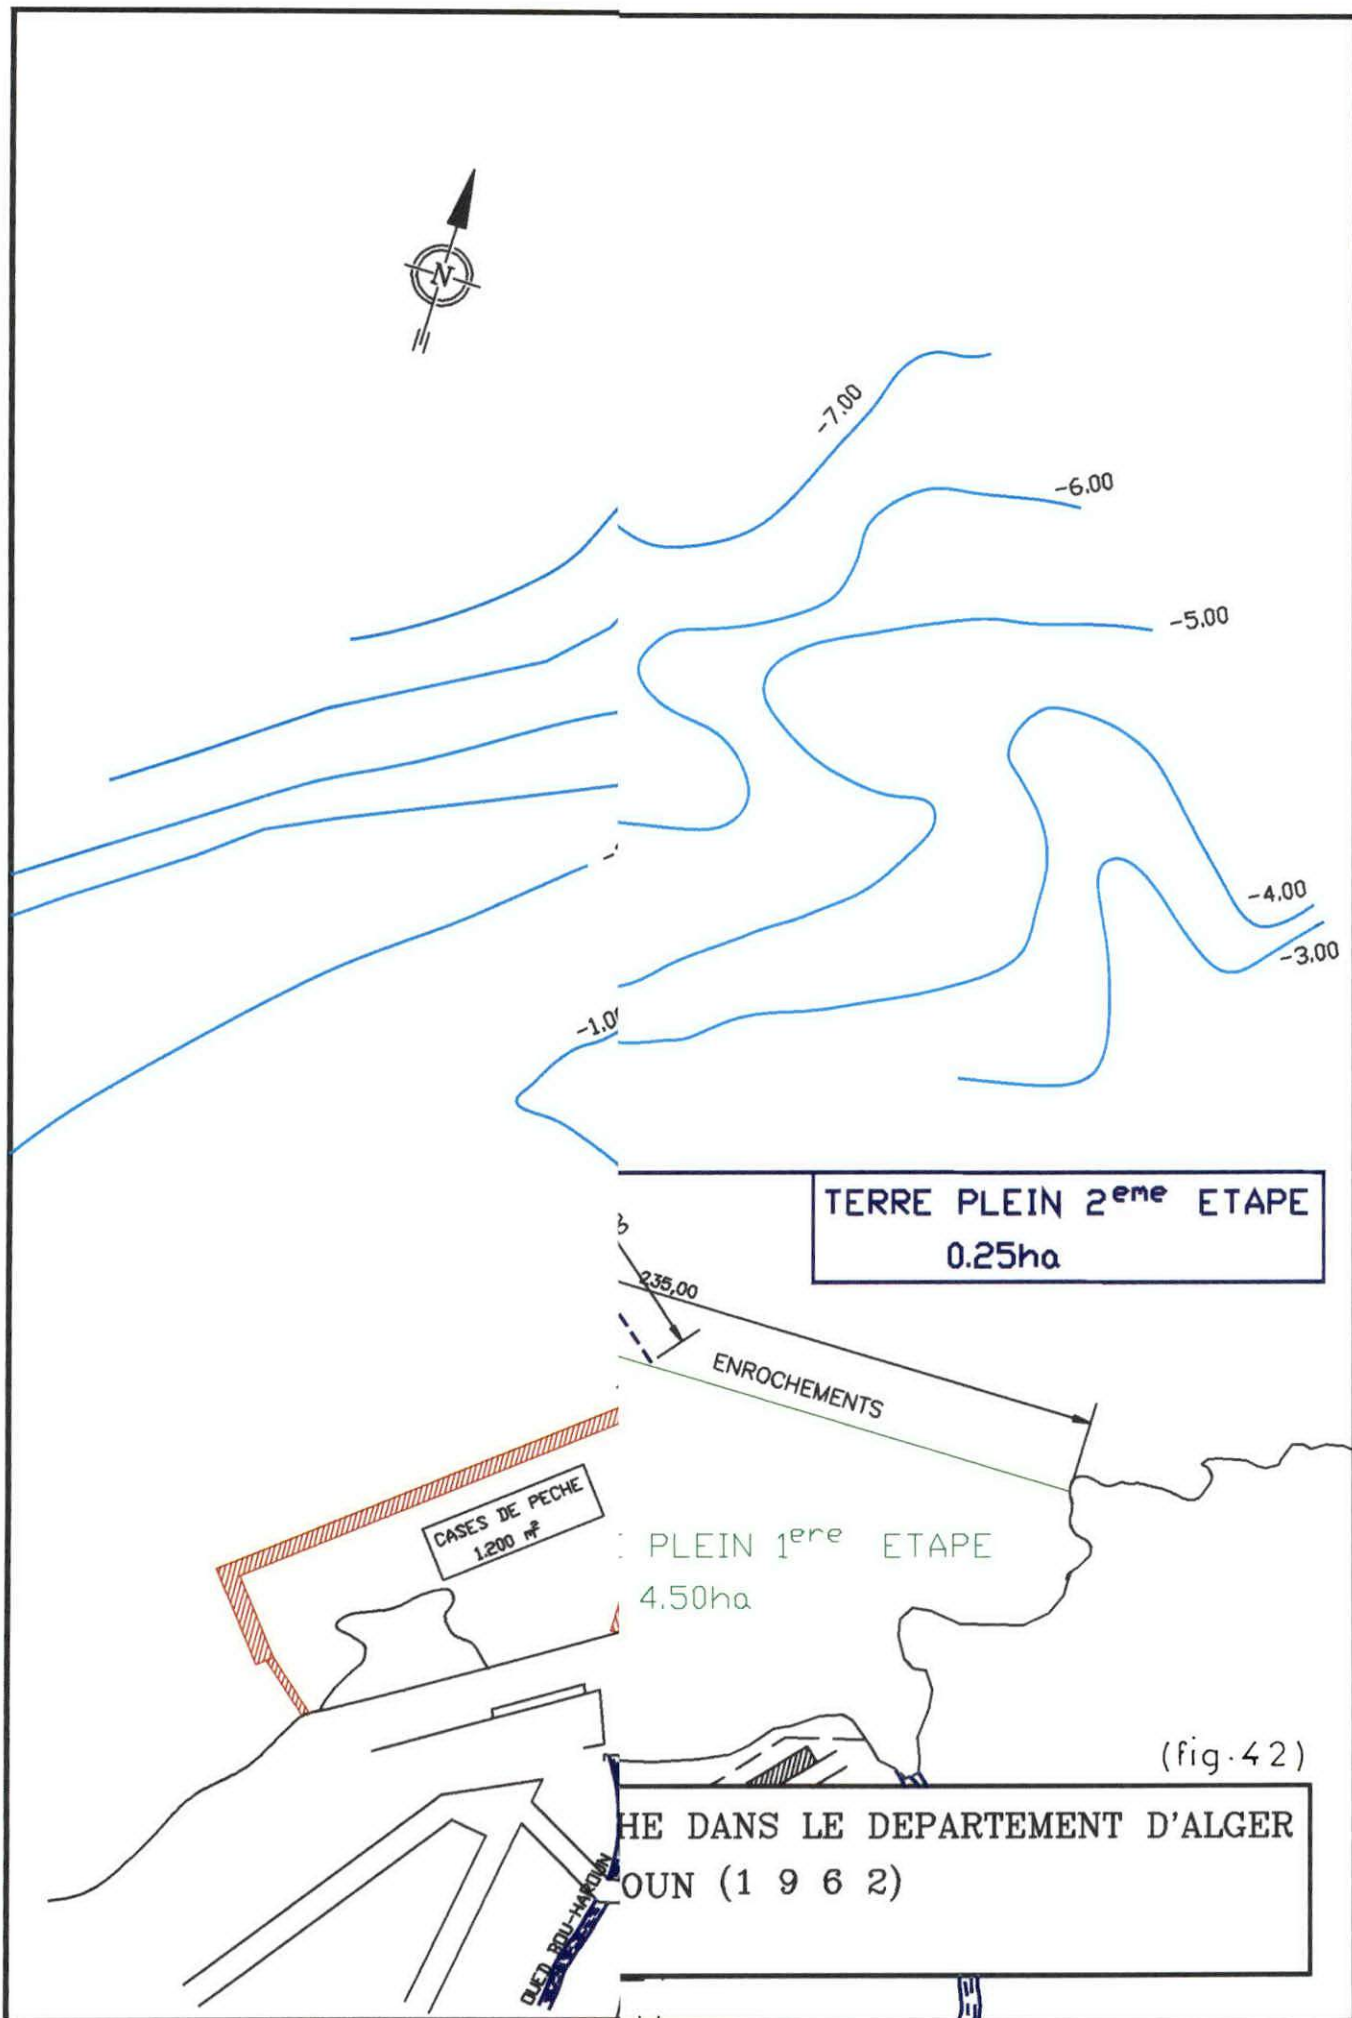 N
-7.00
-6.00
-5.00
-4.00
-3.00
-1.0
TERRE PLEIN 2eme ETAPE
0.25ha
235,00
ENROCHEMENTS
CASES DE PECHE
1.200 m²
PLEIN 1ere ETAPE
4.50ha
(fig.42)
HE DANS LE DEPARTEMENT D'ALGER
OUN (1 9 6 2)
OUED BOU-HAROUN